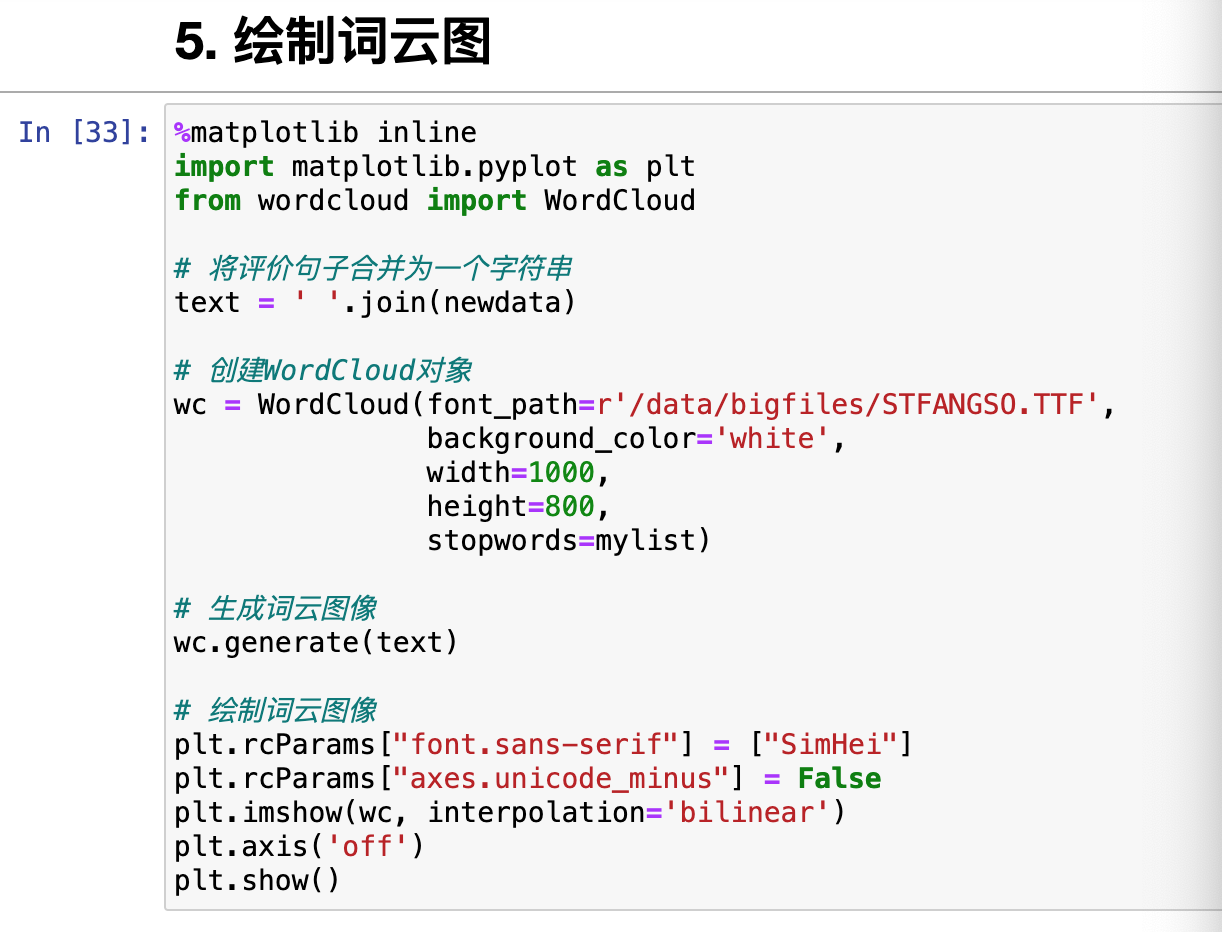 5. 绘制词云图
In [33]:
%matplotlib inline
import matplotlib.pyplot as plt
from wordcloud import WordCloud
# 将评价句子合并为一个字符串
text = ' '.join(newdata)
# 创建WordCloud对象
wc = WordCloud(font_path=r'/data/bigfiles/STFANGSO.TTF',
               background_color='white',
               width=1000,
               height=800,
               stopwords=mylist)
# 生成词云图像
wc.generate(text)
# 绘制词云图像
plt.rcParams["font.sans-serif"] = ["SimHei"]
plt.rcParams["axes.unicode_minus"] = False
plt.imshow(wc, interpolation='bilinear')
plt.axis('off')
plt.show()